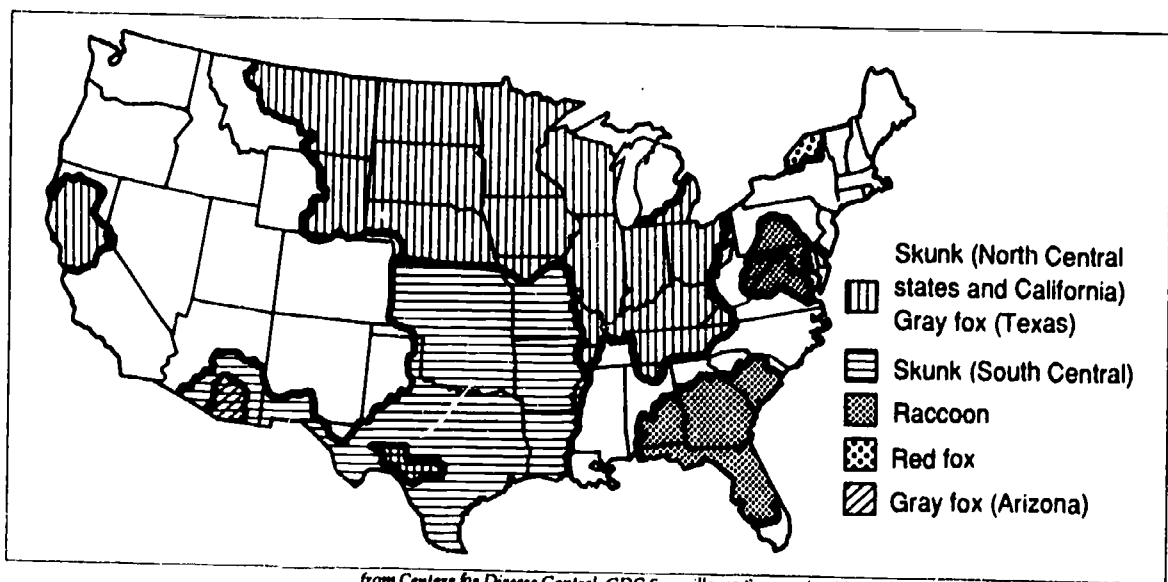 Skunk (North Central
states and California)
Gray fox (Texas)
Skunk (South Central)
Raccoon
Red fox
Gray fox (Arizona)
from Centers for Disease Control, CDC